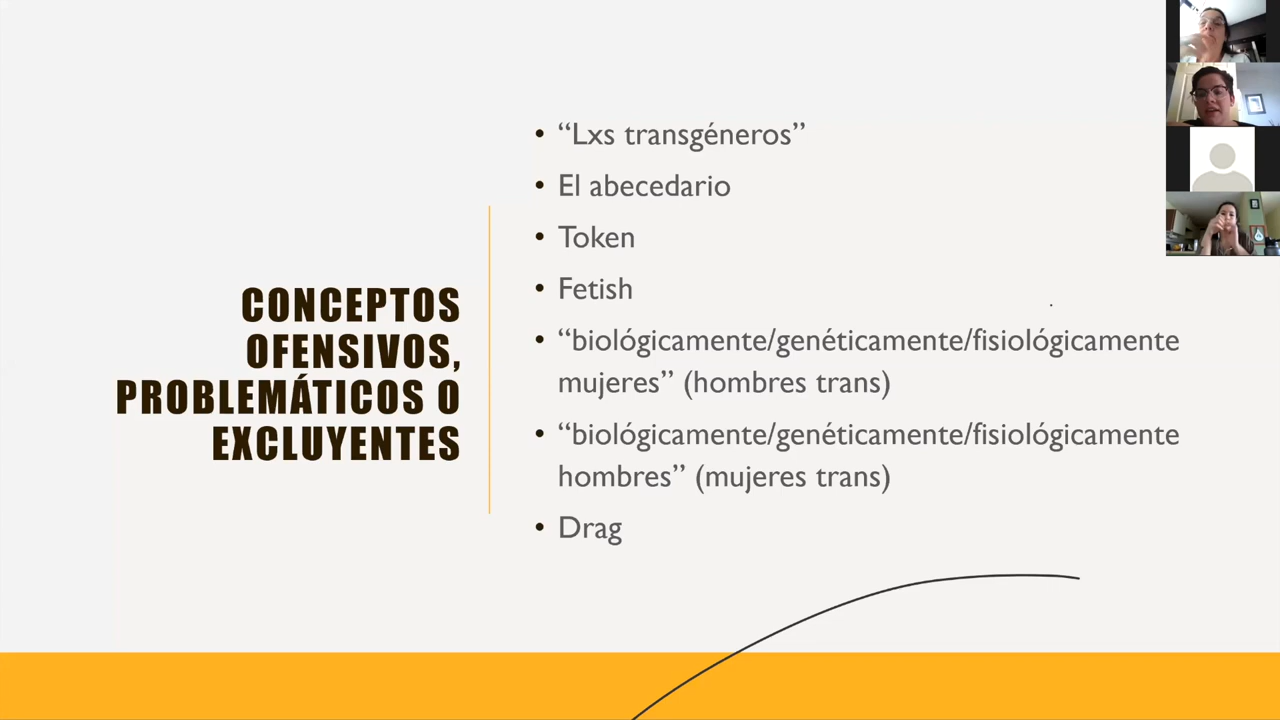 CONCEPTOS
OFENSIVOS,
PROBLEMÁTICOS O
EXCLUYENTES
• “Lxs transgéneros”
• El abecedario
• Token
• Fetish
• “biológicamente/genéticamente/fisiológicamente
mujeres” (hombres trans)
• “biológicamente/genéticamente/fisiológicamente
hombres” (mujeres trans)
• Drag